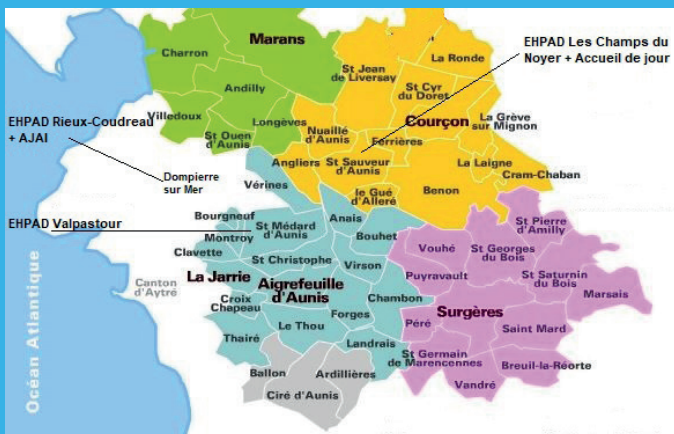 Marans
Charron
Andilly
Villedoux
St Ouen
d'Aunis
Longèves
EHPAD Les Champs du
Noyer + Accueil de jour
La Ronde
St Jean
de Liversay
St Cyr
du Doret
Courçon
La Grève
sur Mignon
Nuaillé
d'Aunis
Ferrières
Angliers
St Sauveur
d'Aunis
La Laigne
Cram-Chaban
le Gué
d'Alleré
Benon
EHPAD Rieux-Coudreau
+ AJAI
Dompierre
sur Mer
Vérines
EHPAD Valpastour
Bourgneuf
Montroy
St Médard
d'Aunis
Anais
Bouhet
Clavette
St Christophe
Virson
La Jarrie
Aigrefeuille
d'Aunis
Canton
d'Aytré
Croix
Chapeau
Chambon
Forges
Le Thou
Thairé
Landrais
Ballon
Ardillières
Ciré d'Aunis
St Pierre
d'Amilly
Vouhé
St Georges
du Bois
Puyravault
St Saturnin
du Bois
Marsais
Surgères
Péré
Saint Mard
St Germain
de Marencennes
Breuil-la-Réorte
Vandré
Océan Atlantique